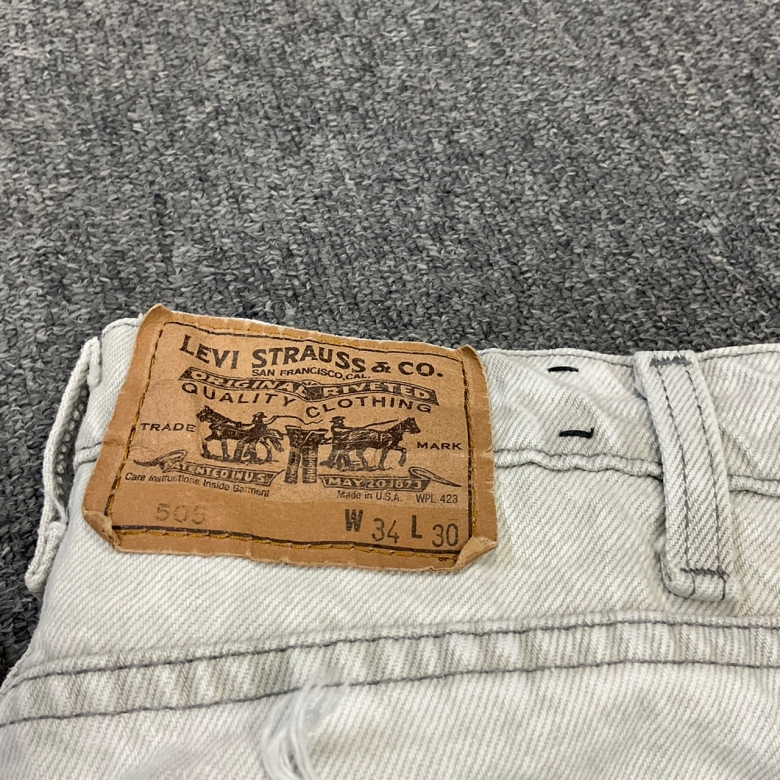 LEVI STRAUSS & CO.
SAN FRANCISCO, CAL.
ORIGINAL RIVETED
QUALITY CLOTHING
TRADE MARK
PATENTED IN U.S. MAY 20 1873
Care Instructions Inside Garment
Made in U.S.A. WPL 423
505 W 34 L 30